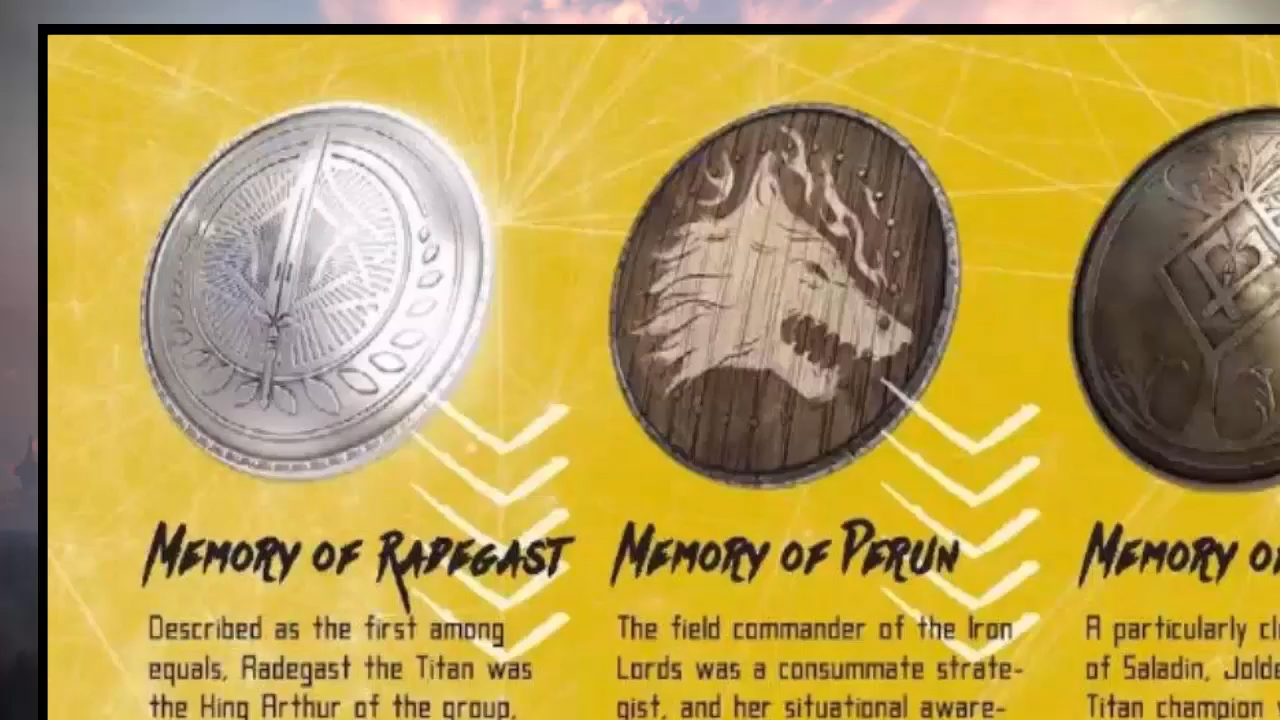 MEMORY OF RADEGAST
Described as the first among
equals, Radegast the Titan was
the King Arthur of the group,
MEMORY OF PERUN
The field commander of the Iron
Lords was a consummate strate-
gist, and her situational aware-
MEMORY
A particularly
of Saladin,
Titan champion